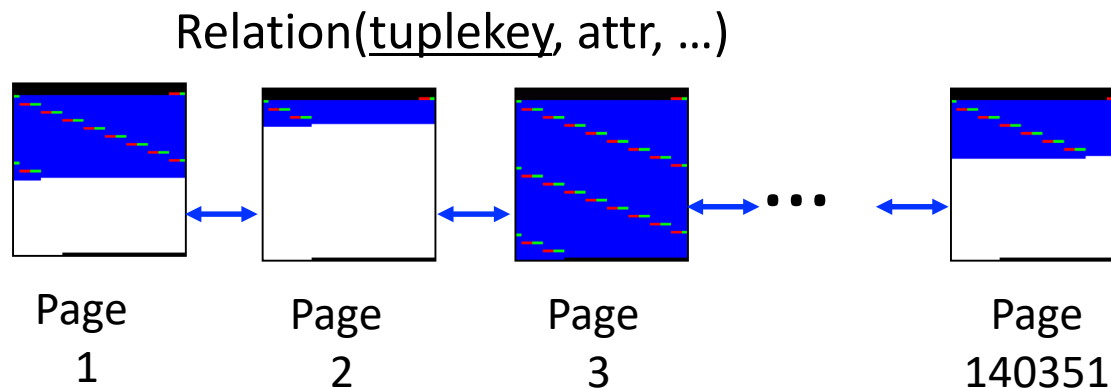 Relation(tuplekey, attr, …)
...
Page Page Page Page
1 2 3 140351